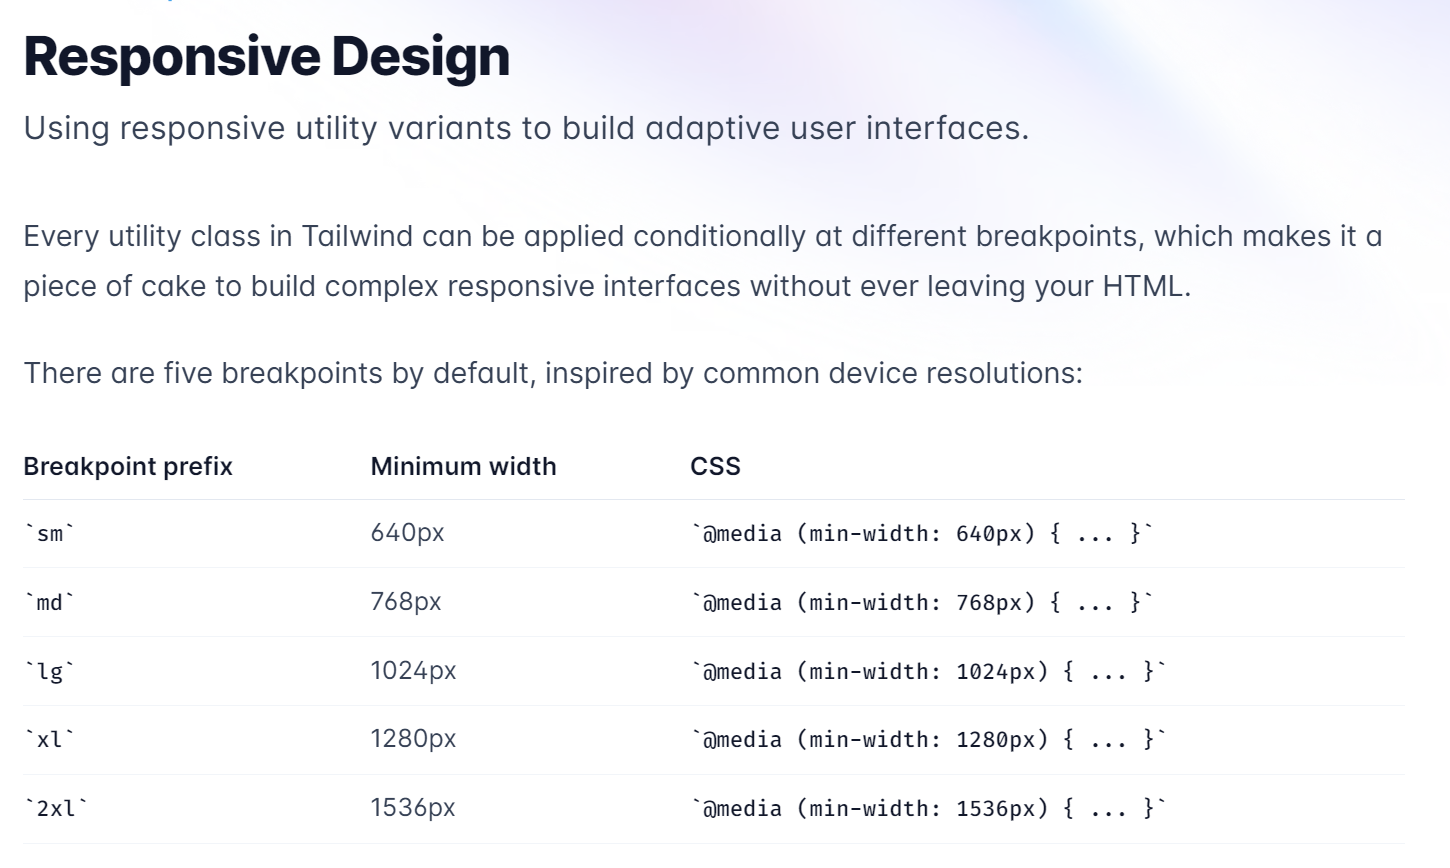 Responsive Design
Using responsive utility variants to build adaptive user interfaces.
Every utility class in Tailwind can be applied conditionally at different breakpoints, which makes it a
piece of cake to build complex responsive interfaces without ever leaving your HTML.
There are five breakpoints by default, inspired by common device resolutions:
Breakpoint prefix Minimum width CSS
`sm` 640px `@media (min-width: 640px) { ... }`
`md` 768px `@media (min-width: 768px) { ... }`
`lg` 1024px `@media (min-width: 1024px) { ... }`
`xl` 1280px `@media (min-width: 1280px) { ... }`
`2xl` 1536px `@media (min-width: 1536px) { ... }`